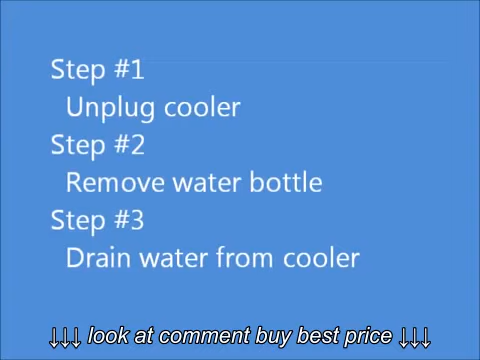 Step #1
Unplug cooler
Step #2
Remove water bottle
Step #3
Drain water from cooler
↓↓↓ look at comment buy best price ↓↓↓